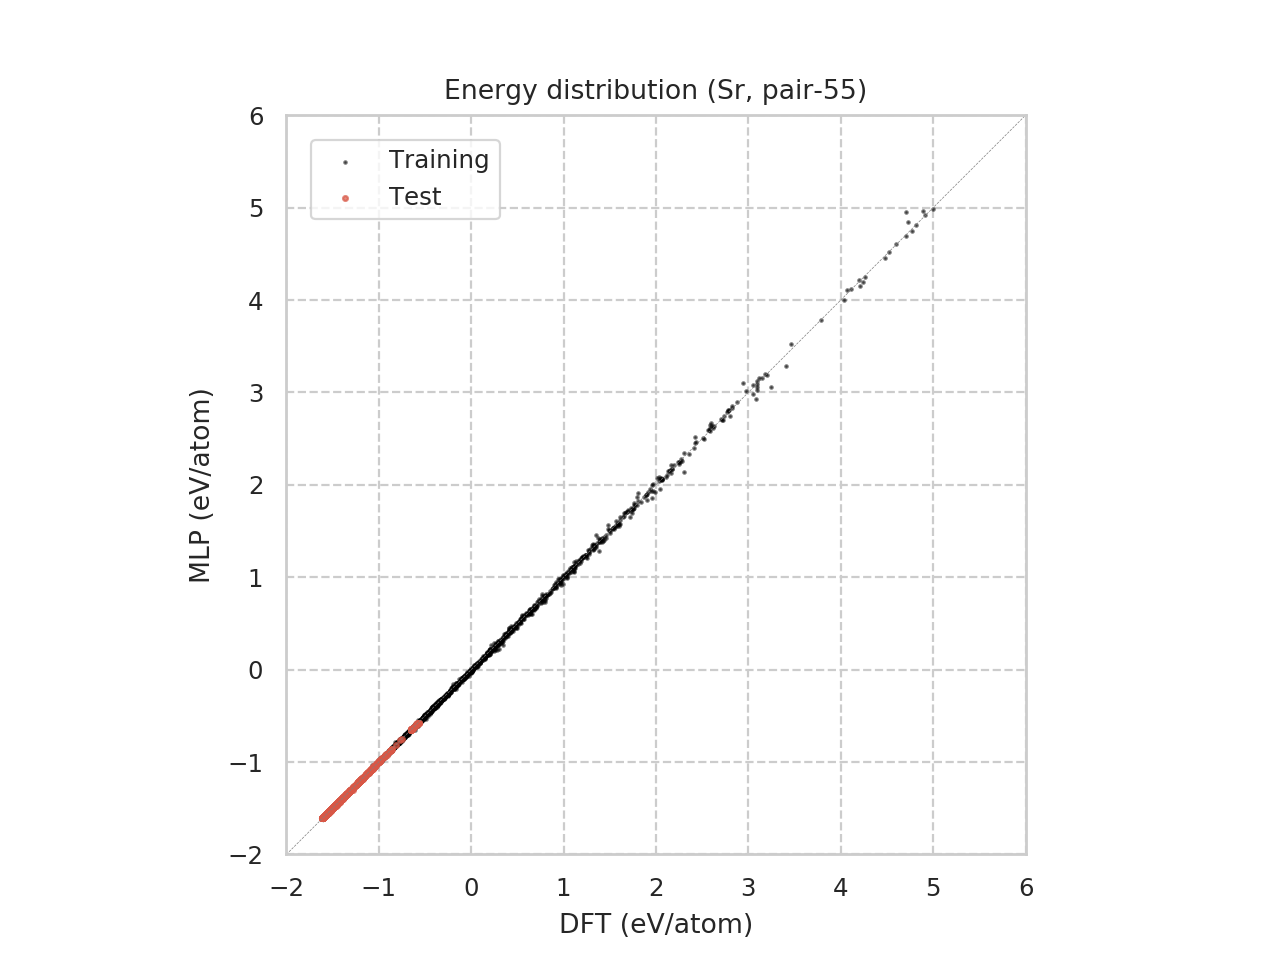 Energy distribution (Sr, pair-55)
Training
Test
6
5
4
3
2
1
0
−1
−2
MLP (eV/atom)
−2 −1 0 1 2 3 4 5 6
DFT (eV/atom)